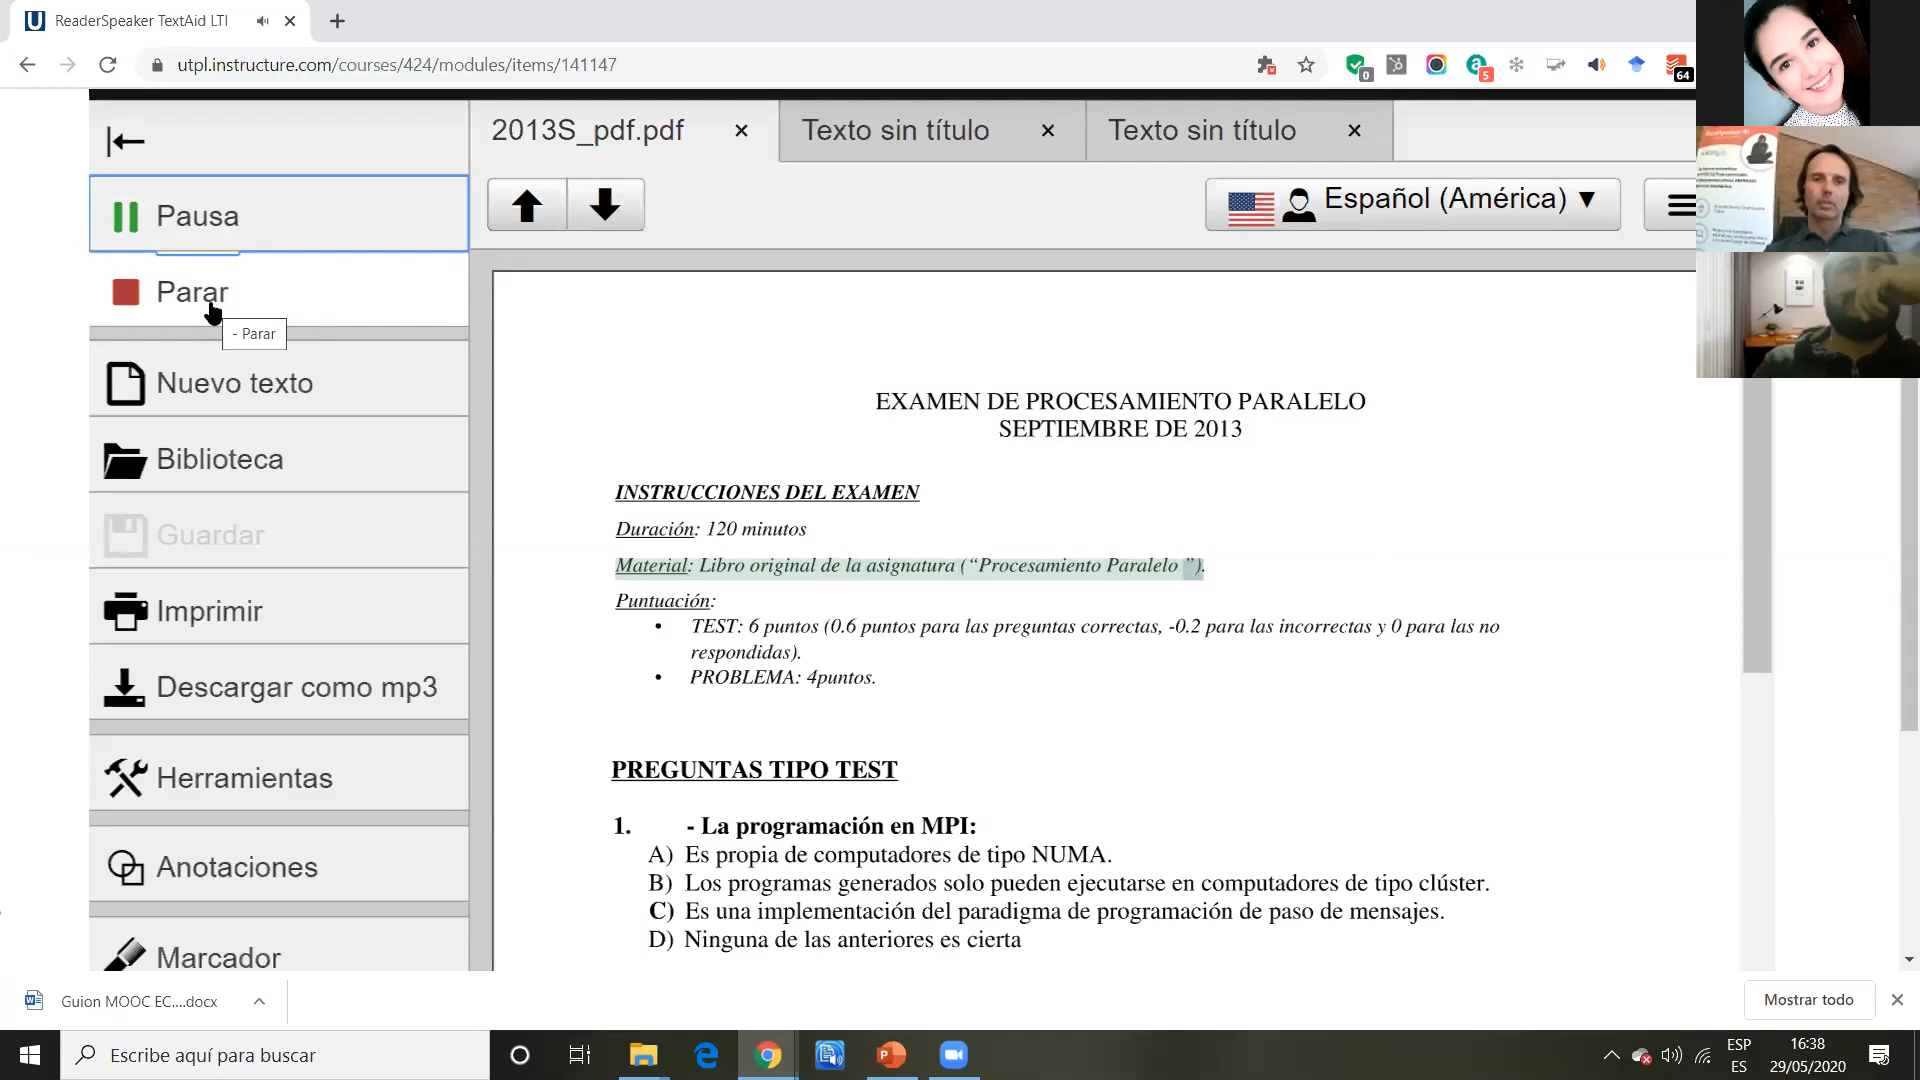 ReaderSpeaker TextAid LTI
utpl.instructure.com/courses/424/modules/items/141147
0
5
64
2013S_pdf.pdf
Texto sin título
Texto sin título
Pausa
Español (América)
Parar
- Parar
Nuevo texto
Biblioteca
Guardar
Imprimir
Descargar como mp3
Herramientas
Anotaciones
Marcador
EXAMEN DE PROCESAMIENTO PARALELO
SEPTIEMBRE DE 2013
INSTRUCCIONES DEL EXAMEN
Duración: 120 minutos
Material: Libro original de la asignatura (“Procesamiento Paralelo ”).
Puntuación:
• TEST: 6 puntos (0.6 puntos para las preguntas correctas, -0.2 para las incorrectas y 0 para las no
respondidas).
• PROBLEMA: 4puntos.
PREGUNTAS TIPO TEST
1. - La programación en MPI:
A) Es propia de computadores de tipo NUMA.
B) Los programas generados solo pueden ejecutarse en computadores de tipo clúster.
C) Es una implementación del paradigma de programación de paso de mensajes.
D) Ninguna de las anteriores es cierta
Guion MOOC EC....docx
Mostrar todo
Escribe aquí para buscar
ESP
ES
16:38
29/05/2020